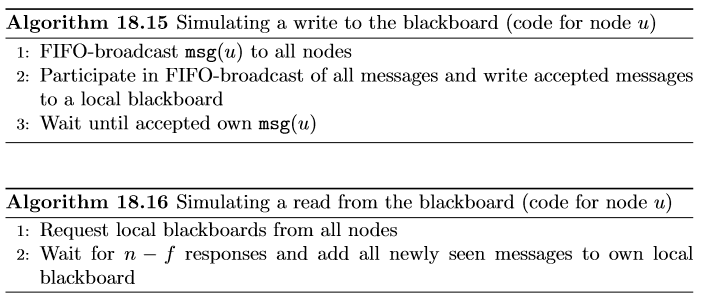 Algorithm 18.15 Simulating a write to the blackboard (code for node u)
1: FIFO-broadcast msg(u) to all nodes
2: Participate in FIFO-broadcast of all messages and write accepted messages
to a local blackboard
3: Wait until accepted own msg(u)
Algorithm 18.16 Simulating a read from the blackboard (code for node u)
1: Request local blackboards from all nodes
2: Wait for n − f responses and add all newly seen messages to own local
blackboard